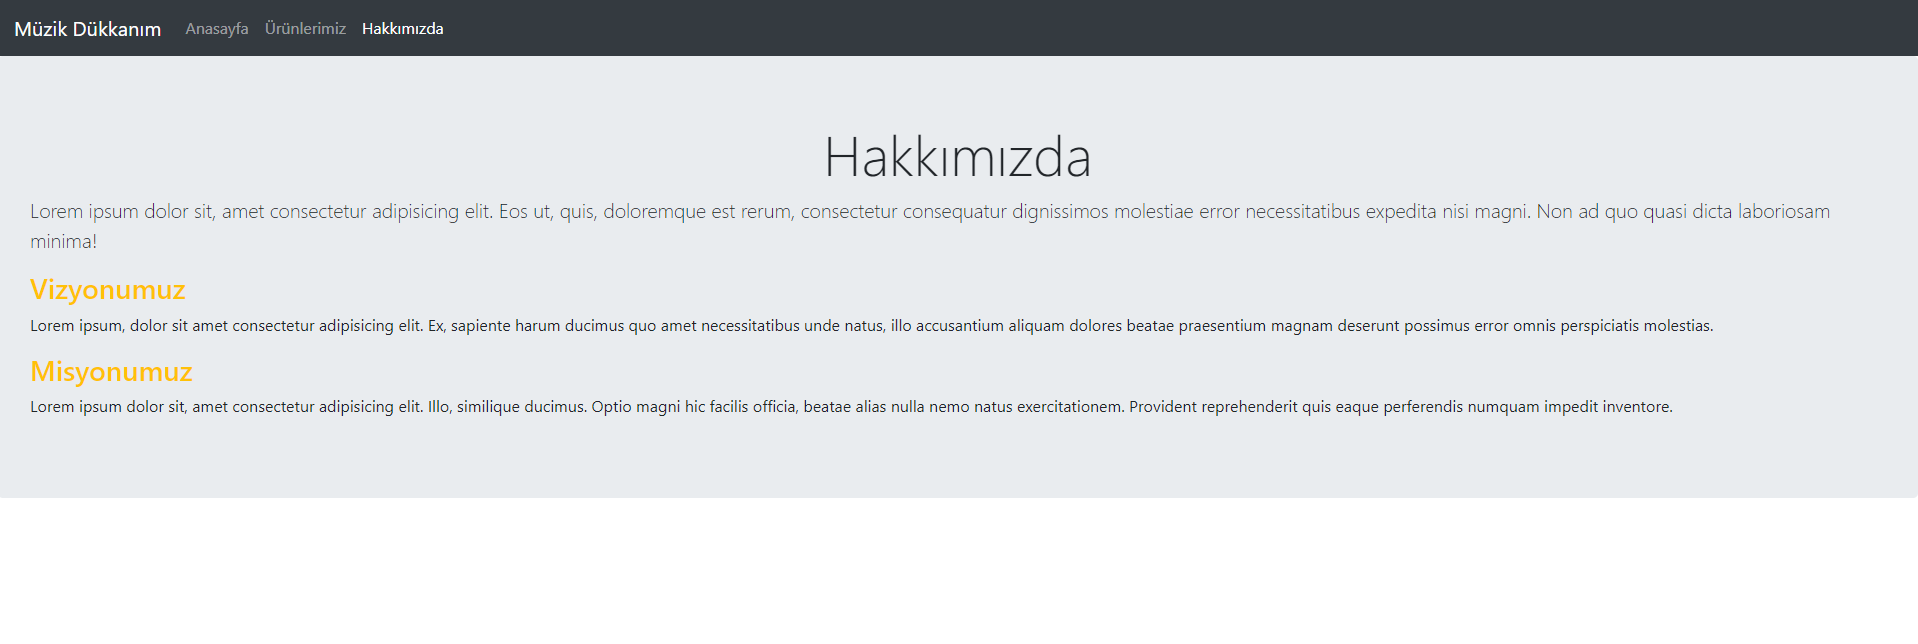 Müzik Dükkanım Anasayfa Ürünlerimiz Hakkımızda
Hakkımızda
Lorem ipsum dolor sit, amet consectetur adipisicing elit. Eos ut, quis, doloremque est rerum, consectetur consequatur dignissimos molestiae error necessitatibus expedita nisi magni. Non ad quo quasi dicta laboriosam
minima!
Vizyonumuz
Lorem ipsum, dolor sit amet consectetur adipisicing elit. Ex, sapiente harum ducimus quo amet necessitatibus unde natus, illo accusantium aliquam dolores beatae praesentium magnam deserunt possimus error omnis perspiciatis molestias.
Misyonumuz
Lorem ipsum dolor sit, amet consectetur adipisicing elit. Illo, similique ducimus. Optio magni hic facilis officia, beatae alias nulla nemo natus exercitationem. Provident reprehenderit quis eaque perferendis numquam impedit inventore.